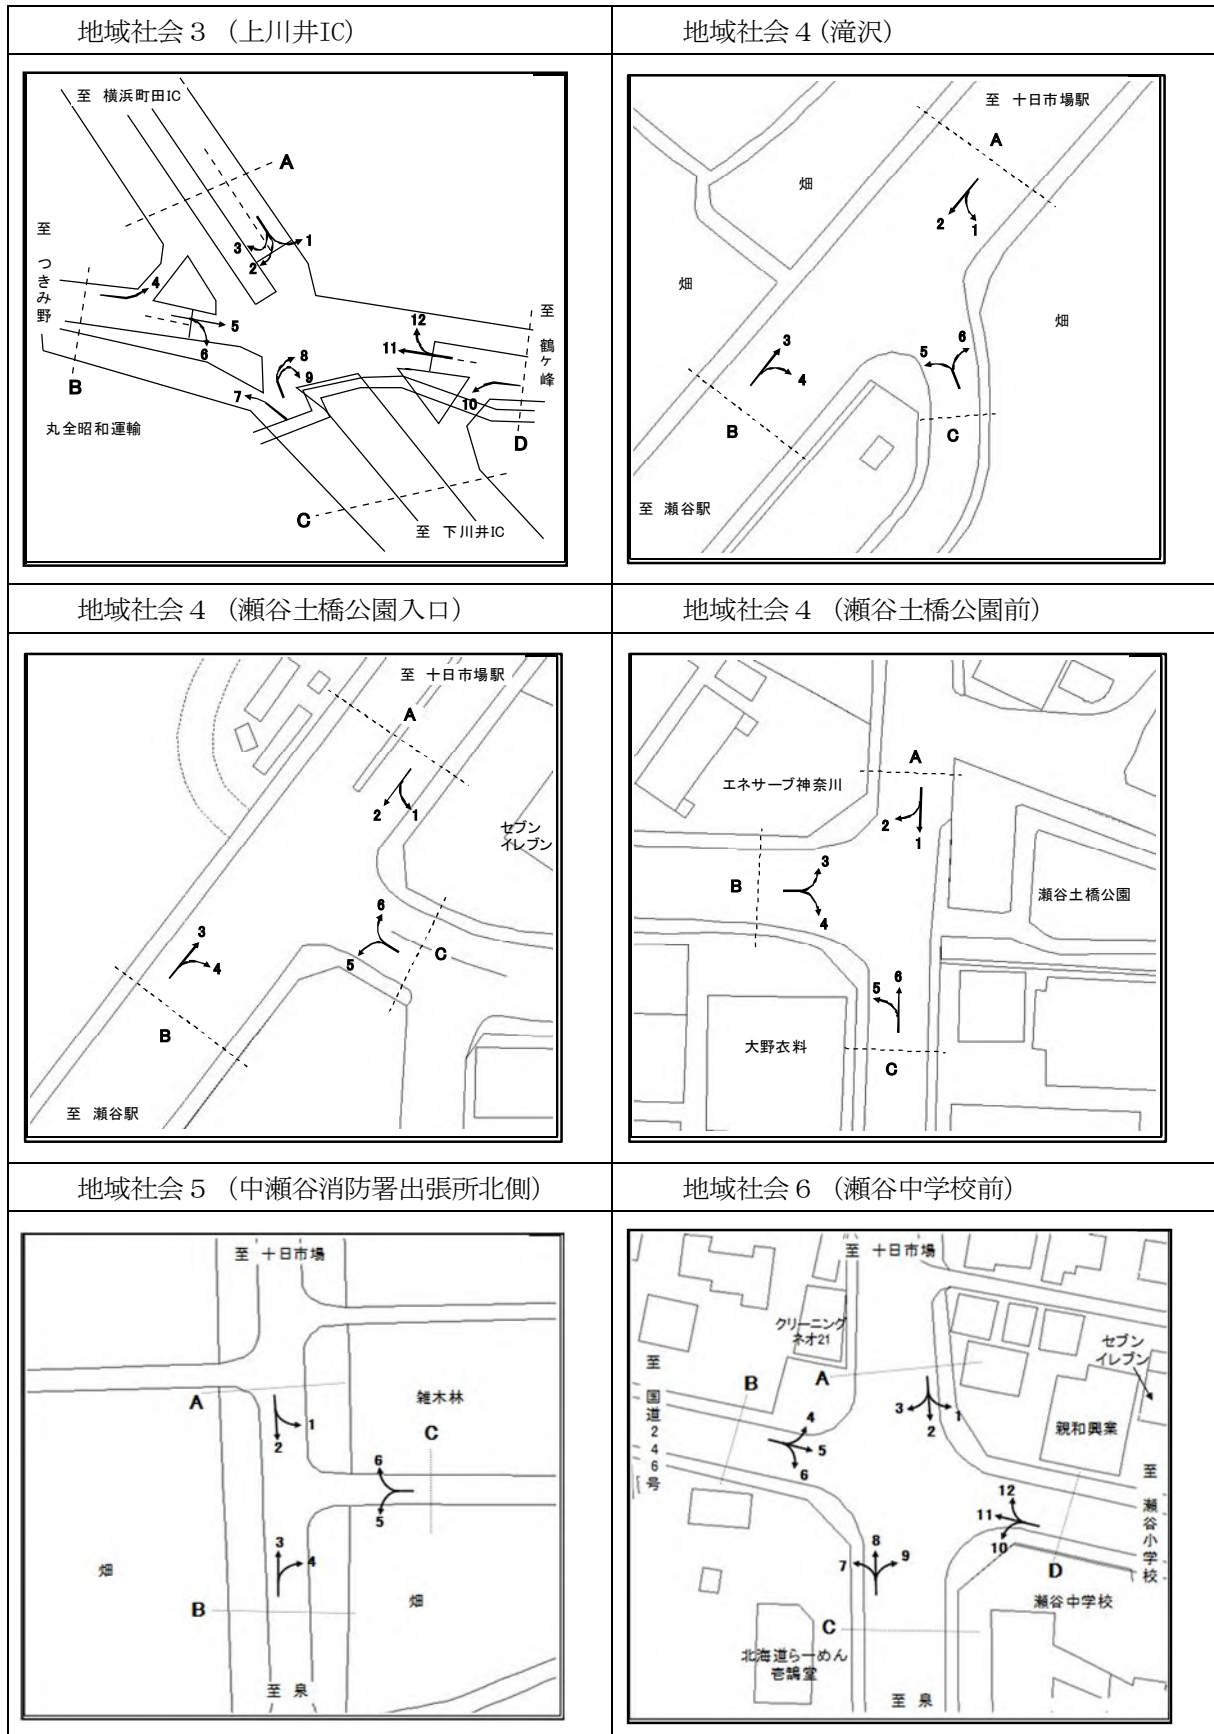 地域社会３（上川井IC）
地域社会４（滝沢）
至 横浜町田IC
A
1
3
2
至 つきみ野
4
5
6
B
8
9
7
12
11
10
至 鶴ヶ峰
D
丸全昭和運輸
C
至 下川井IC
至 十日市場駅
A
畑
2
1
畑
畑
3
4
6
5
B
C
至 瀬谷駅
地域社会４（瀬谷土橋公園入口）
地域社会４（瀬谷土橋公園前）
至 十日市場駅
A
2
1
セブン
イレブン
6
3
4
5
C
B
至 瀬谷駅
A
エネサーブ神奈川
2
1
3
B
4
瀬谷土橋公園
6
5
大野衣料
C
地域社会５（中瀬谷消防署出張所北側）
地域社会６（瀬谷中学校前）
至 十日市場
A
雑木林
1
2
C
6
5
3
4
畑
畑
B
至 泉
至 十日市場
クリーニング
ネオ21
セブン
イレブン
至 国道246号
B
A
3
1
2
4
5
6
親和興業
至 瀬谷小学校
12
11
10
8
7
9
D
瀬谷中学校
C
北海道らーめん
壱鵠堂
至 泉